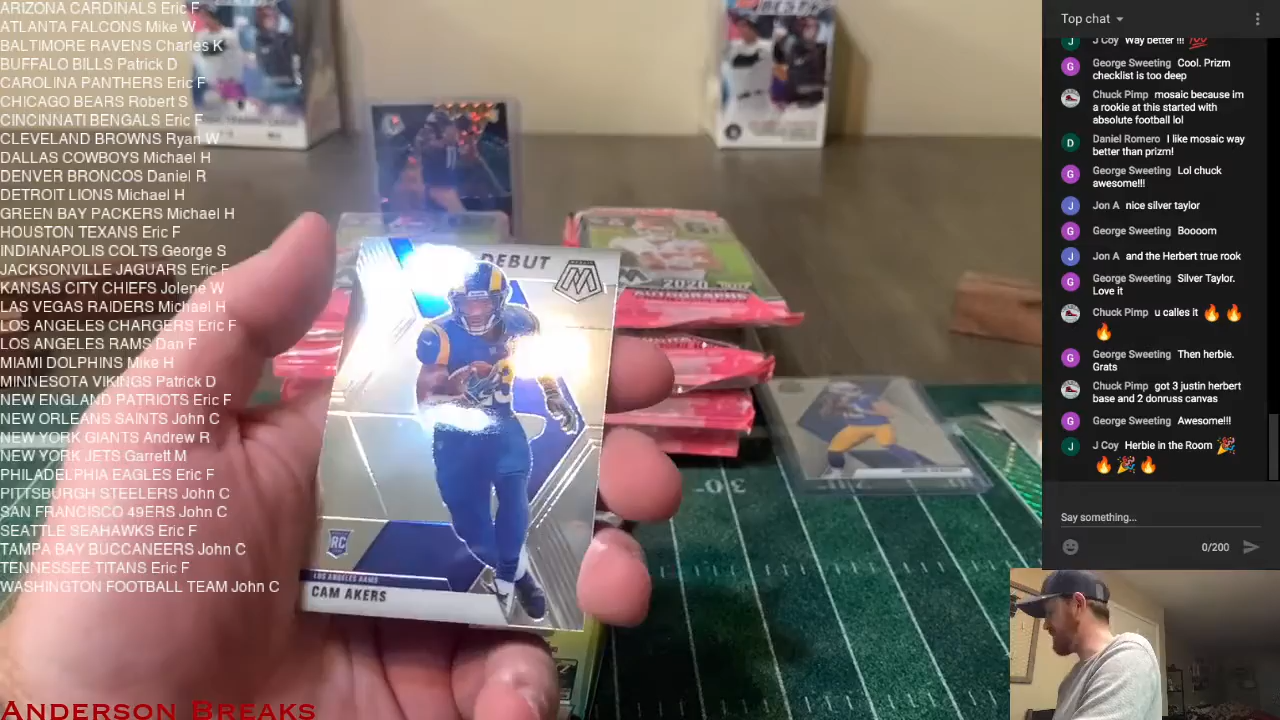 ARIZONA CARDINALS Eric F
ATLANTA FALCONS Mike W
BALTIMORE RAVENS Charles K
BUFFALO BILLS Patrick D
CAROLINA PANTHERS Eric F
CHICAGO BEARS Robert S
CINCINNATI BENGALS Eric F
CLEVELAND BROWNS Ryan W
DALLAS COWBOYS Michael H
DENVER BRONCOS Daniel R
DETROIT LIONS Michael H
GREEN BAY PACKERS Michael H
HOUSTON TEXANS Eric F
INDIANAPOLIS COLTS George S
JACKSONVILLE JAGUARS Eric F
KANSAS CITY CHIEFS Jolene W
LAS VEGAS RAIDERS Michael H
LOS ANGELES CHARGERS Eric F
LOS ANGELES RAMS Dan F
MIAMI DOLPHINS Mike H
MINNESOTA VIKINGS Patrick D
NEW ENGLAND PATRIOTS Eric F
NEW ORLEANS SAINTS John C
NEW YORK GIANTS Andrew R
NEW YORK JETS Garrett M
PHILADELPHIA EAGLES Eric F
PITTSBURGH STEELERS John C
SAN FRANCISCO 49ERS John C
SEATTLE SEAHAWKS Eric F
TAMPA BAY BUCCANEERS John C
TENNESSEE TITANS Eric F
WASHINGTON FOOTBALL TEAM John C
ANDERSON BREAKS
DEBUT
RC
LOS ANGELES RAMS
CAM AKERS
2020
AUTOGRAPHS
Top chat
J Coy Way better !!! 💯
George Sweeting Cool. Prizm
checklist is too deep
Chuck Pimp mosaic because im
a rookie at this started with
absolute football lol
Daniel Romero I like mosaic way
better than prizm!
George Sweeting Lol chuck
awesome!!!
Jon A nice silver taylor
George Sweeting Boooom
Jon A and the Herbert true rook
George Sweeting Silver Taylor.
Love it
Chuck Pimp u calles it 🔥 🔥
🔥
George Sweeting Then herbie.
Grats
Chuck Pimp got 3 justin herbert
base and 2 donruss canvas
George Sweeting Awesome!!!
J Coy Herbie in the Room 🎉
🔥 🎉 🔥
Say something...
0/200